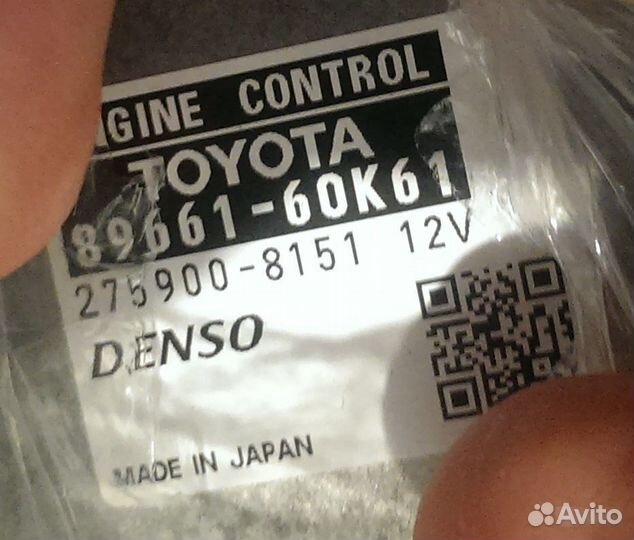 ENGINE CONTROL
TOYOTA
89661-60K61
275900-8151 12V
DENSO
MADE IN JAPAN
Avito